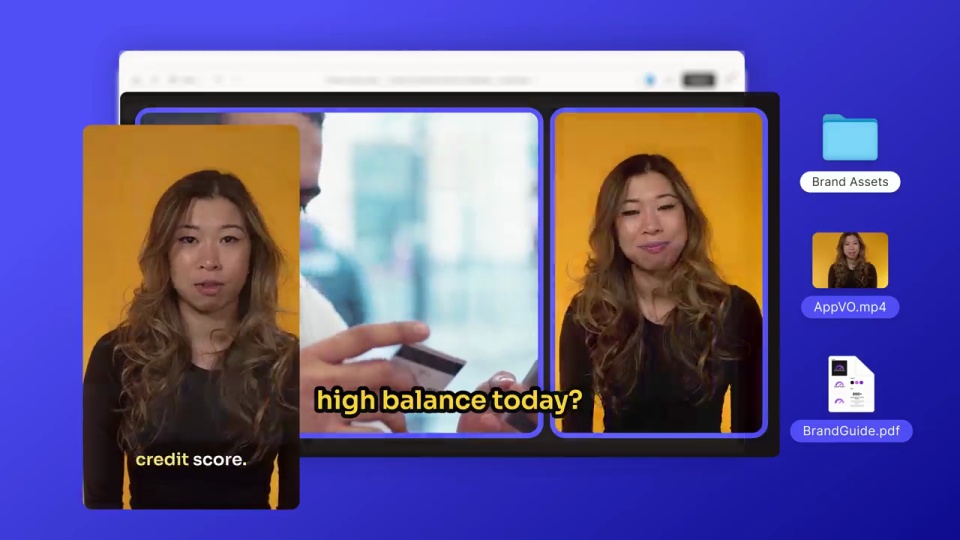 credit score.
high balance today?
Brand Assets
AppVO.mp4
BrandGuide.pdf